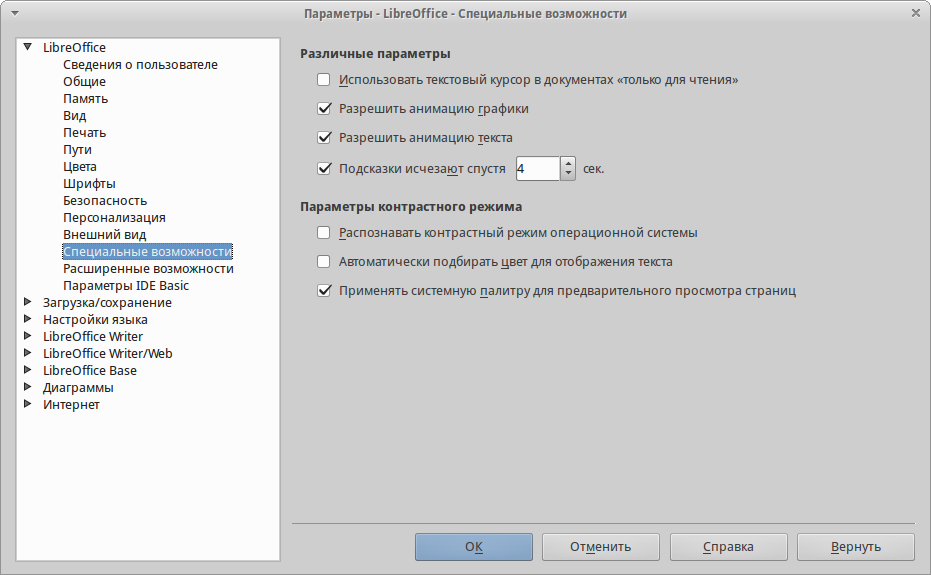 Параметры - LibreOffice - Специальные возможности
LibreOffice
Сведения о пользователе
Общие
Память
Вид
Печать
Пути
Цвета
Шрифты
Безопасность
Персонализация
Внешний вид
Специальные возможности
Расширенные возможности
Параметры IDE Basic
Загрузка/сохранение
Настройки языка
LibreOffice Writer
LibreOffice Writer/Web
LibreOffice Base
Диаграммы
Интернет
Различные параметры
Использовать текстовый курсор в документах «только для чтения»
Разрешить анимацию графики
Разрешить анимацию текста
Подсказки исчезают спустя 4 сек.
Параметры контрастного режима
Распознавать контрастный режим операционной системы
Автоматически подбирать цвет для отображения текста
Применять системную палитру для предварительного просмотра страниц
OK
Отменить
Справка
Вернуть